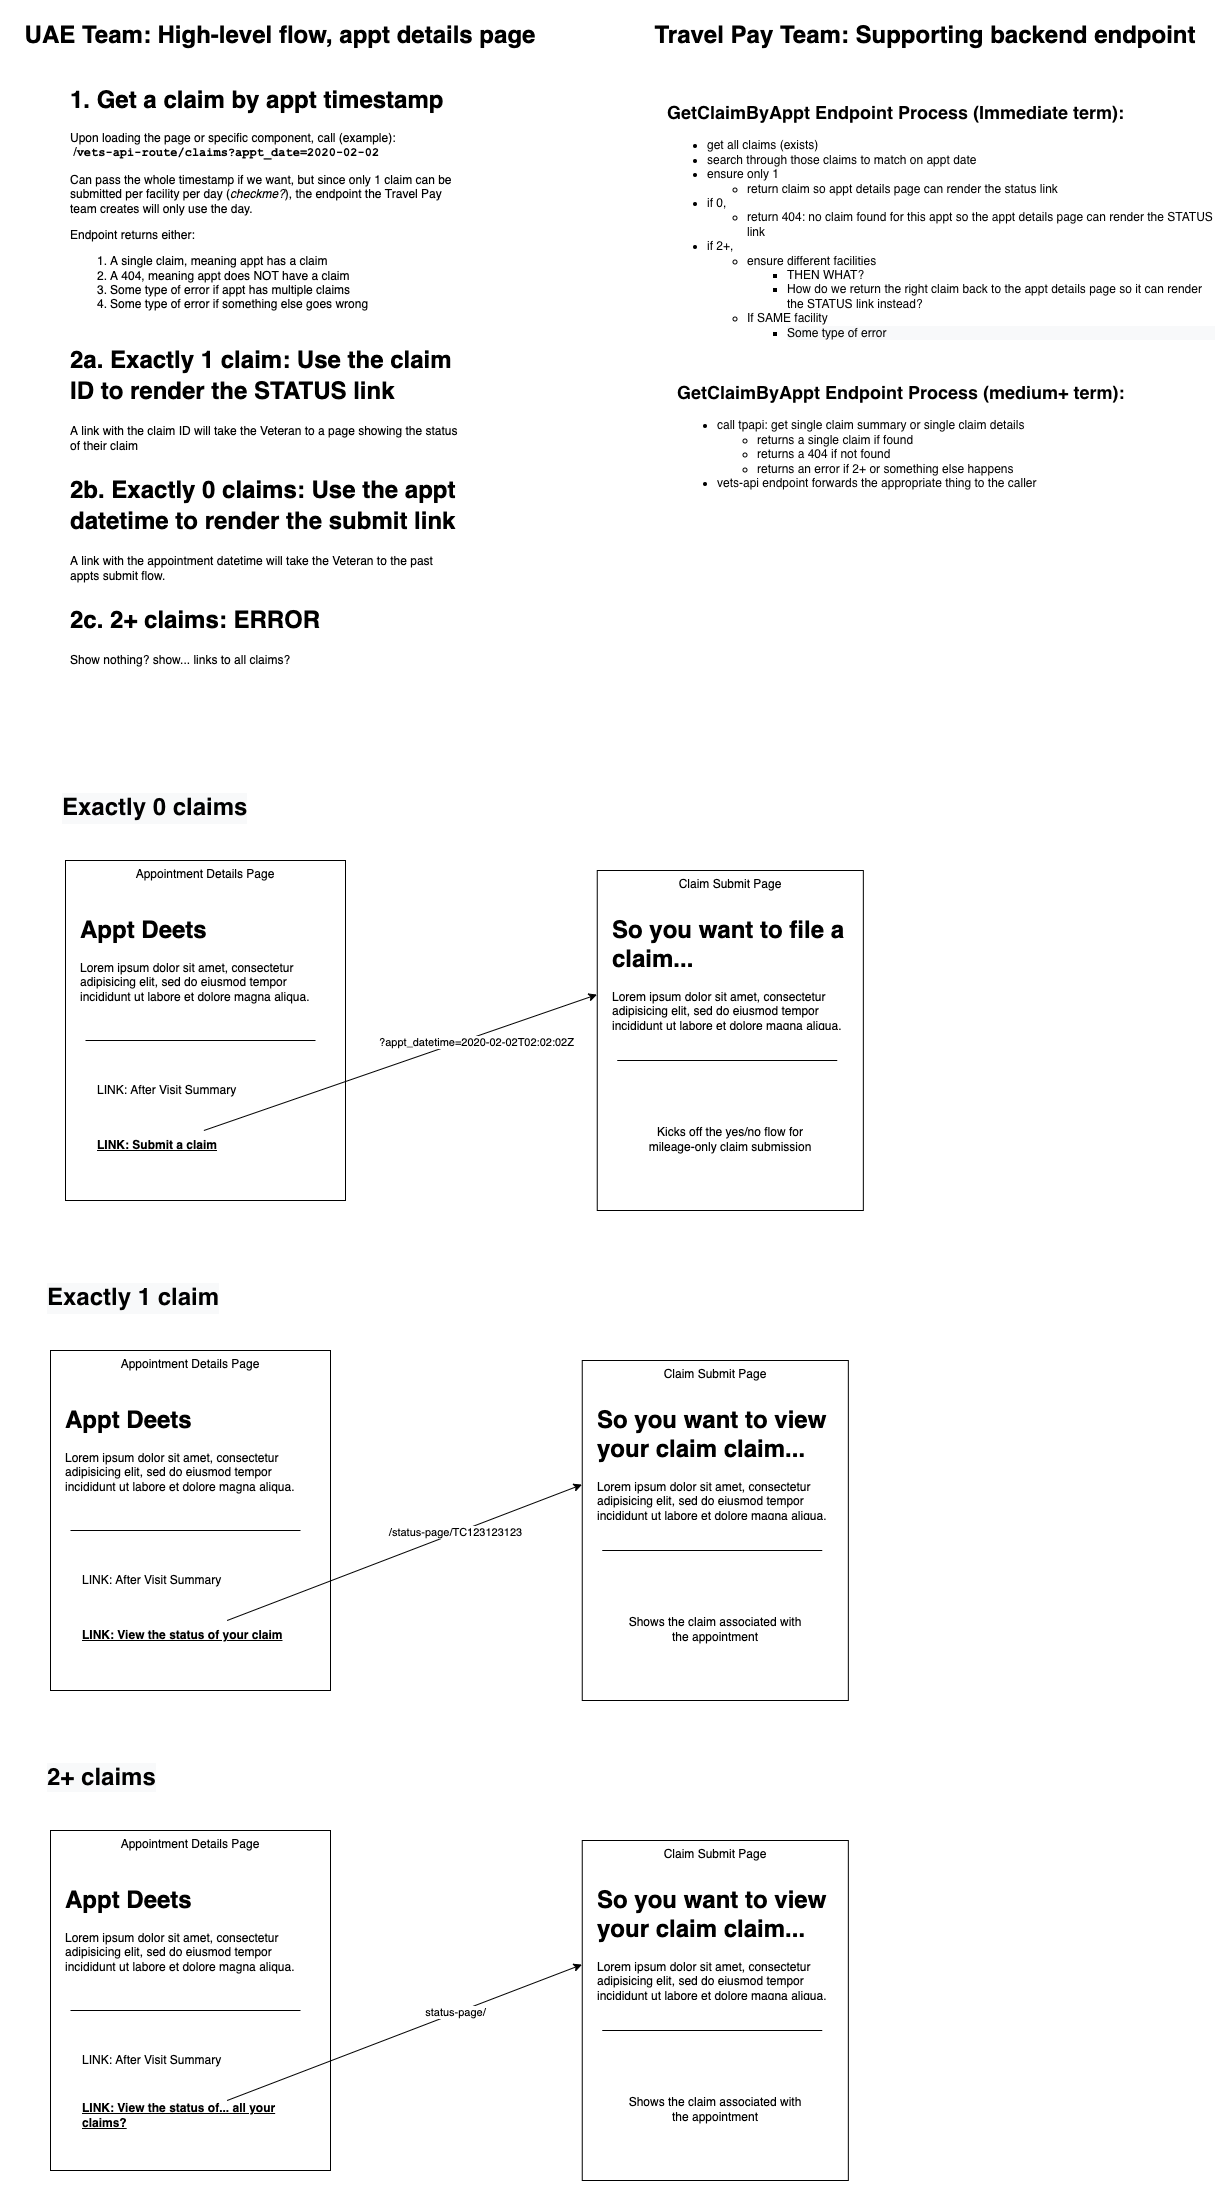 UAE Team: High-level flow, appt details page
1. Get a claim by appt timestamp
Upon loading the page or specific component, call (example):
/vets-api-route/claims?appt_date=2020-02-02
Can pass the whole timestamp if we want, but since only 1 claim can be
submitted per facility per day (checkme?), the endpoint the Travel Pay
team creates will only use the day.
Endpoint returns either:
1. A single claim, meaning appt has a claim
2. A 404, meaning appt does NOT have a claim
3. Some type of error if appt has multiple claims
4. Some type of error if something else goes wrong
2a. Exactly 1 claim: Use the claim
ID to render the STATUS link
A link with the claim ID will take the Veteran to a page showing the status
of their claim
2b. Exactly 0 claims: Use the appt
datetime to render the submit link
A link with the appointment datetime will take the Veteran to the past
appts submit flow.
2c. 2+ claims: ERROR
Show nothing? show... links to all claims?
Travel Pay Team: Supporting backend endpoint
GetClaimByAppt Endpoint Process (Immediate term):
• get all claims (exists)
• search through those claims to match on appt date
• ensure only 1
◦ return claim so appt details page can render the status link
• if 0,
◦ return 404: no claim found for this appt so the appt details page can render the STATUS
link
• if 2+,
◦ ensure different facilities
▪ THEN WHAT?
▪ How do we return the right claim back to the appt details page so it can render
the STATUS link instead?
◦ If SAME facility
▪ Some type of error
GetClaimByAppt Endpoint Process (medium+ term):
• call tpapi: get single claim summary or single claim details
◦ returns a single claim if found
◦ returns a 404 if not found
◦ returns an error if 2+ or something else happens
• vets-api endpoint forwards the appropriate thing to the caller
Exactly 0 claims
Appointment Details Page
Appt Deets
Lorem ipsum dolor sit amet, consectetur
adipisicing elit, sed do eiusmod tempor
incididunt ut labore et dolore magna aliqua.
LINK: After Visit Summary
LINK: Submit a claim
?appt_datetime=2020-02-02T02:02:02Z
Claim Submit Page
So you want to file a
claim...
Lorem ipsum dolor sit amet, consectetur
adipisicing elit, sed do eiusmod tempor
incididunt ut labore et dolore magna aliqua.
Kicks off the yes/no flow for
mileage-only claim submission
Exactly 1 claim
Appointment Details Page
Appt Deets
Lorem ipsum dolor sit amet, consectetur
adipisicing elit, sed do eiusmod tempor
incididunt ut labore et dolore magna aliqua.
LINK: After Visit Summary
LINK: View the status of your claim
/status-page/TC123123123
Claim Submit Page
So you want to view
your claim claim...
Lorem ipsum dolor sit amet, consectetur
adipisicing elit, sed do eiusmod tempor
incididunt ut labore et dolore magna aliqua.
Shows the claim associated with
the appointment
2+ claims
Appointment Details Page
Appt Deets
Lorem ipsum dolor sit amet, consectetur
adipisicing elit, sed do eiusmod tempor
incididunt ut labore et dolore magna aliqua.
LINK: After Visit Summary
LINK: View the status of... all your
claims?
status-page/
Claim Submit Page
So you want to view
your claim claim...
Lorem ipsum dolor sit amet, consectetur
adipisicing elit, sed do eiusmod tempor
incididunt ut labore et dolore magna aliqua.
Shows the claim associated with
the appointment